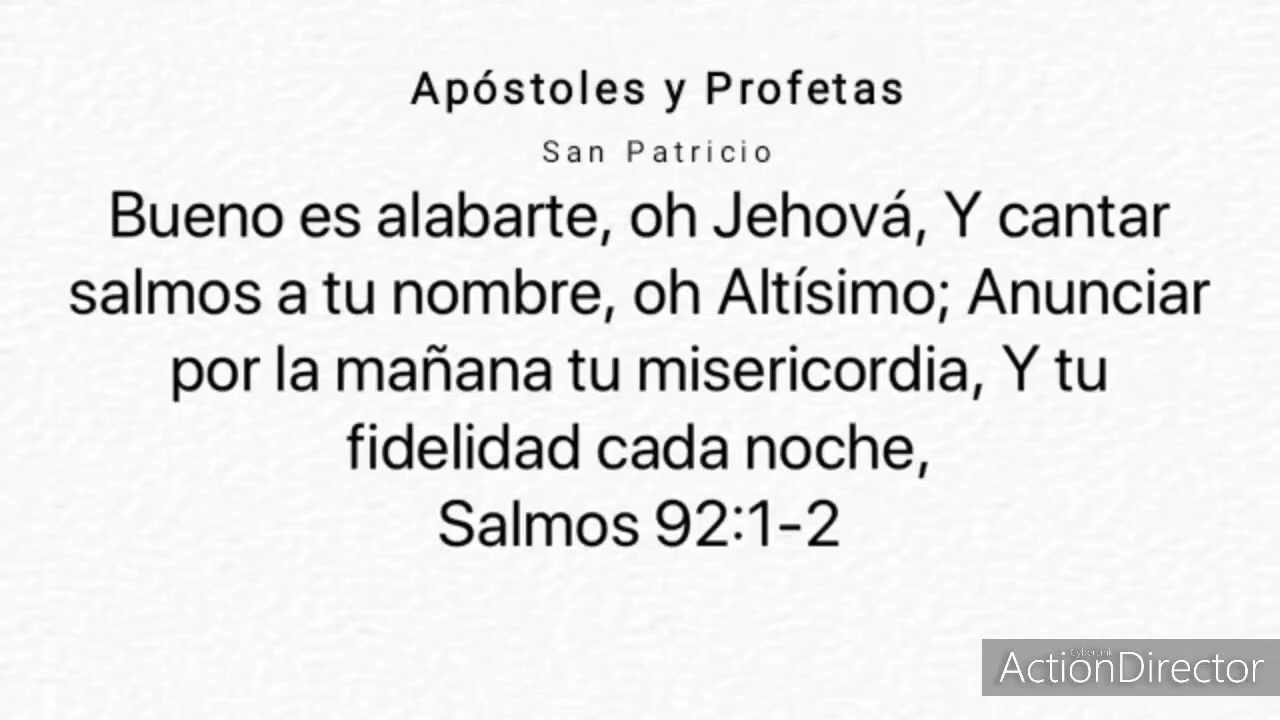 Apóstoles y Profetas
San Patricio
Bueno es alabarte, oh Jehová, Y cantar
salmos a tu nombre, oh Altísimo; Anunciar
por la mañana tu misericordia, Y tu
fidelidad cada noche,
Salmos 92:1-2
CyberLink
ActionDirector